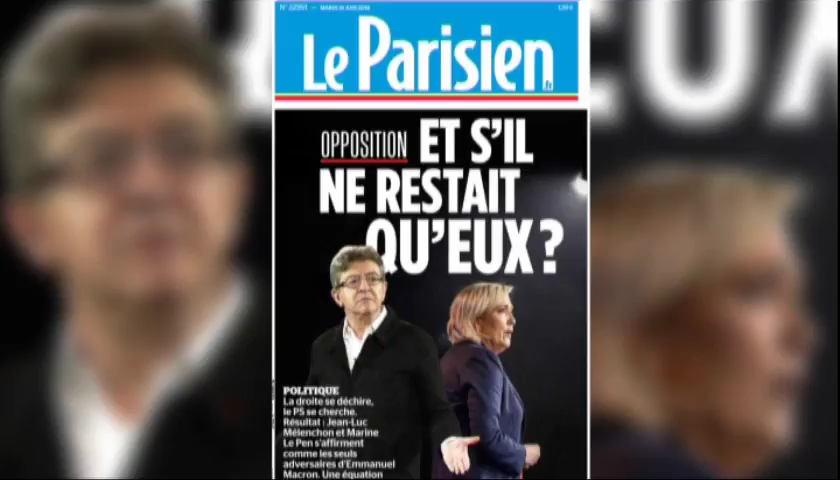 Le Parisien
OPPOSITION ET S'IL
NE RESTAIT
QU'EUX ?
POLITIQUE
La droite se déchire,
le PS se cherche.
Résultat : Jean-Luc
Mélenchon et Marine
Le Pen s'affirment
comme les seuls
adversaires d'Emmanuel
Macron. Une équation